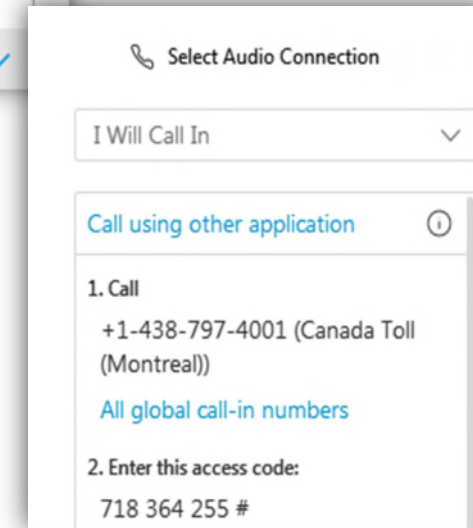 Select Audio Connection
I Will Call In
Call using other application
1. Call
+1-438-797-4001 (Canada Toll
(Montreal))
All global call-in numbers
2. Enter this access code:
718 364 255 #